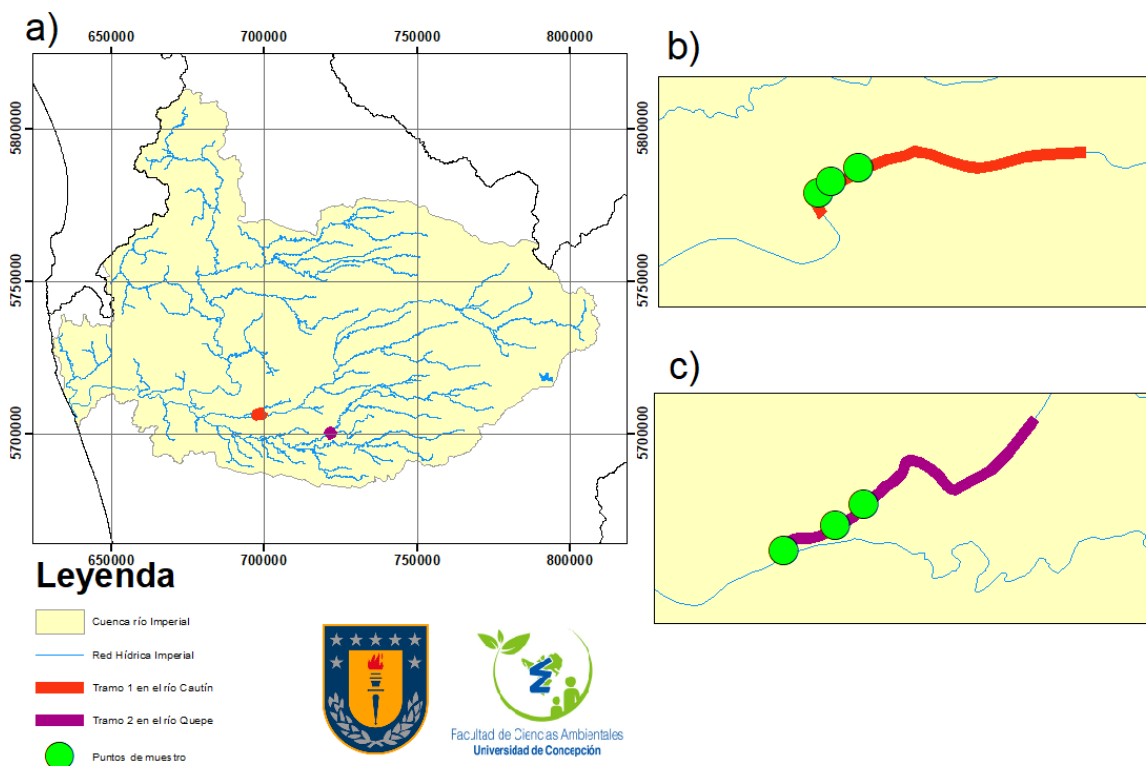 a)
650000 700000 750000 800000
5800000
5750000
5700000
5800000
5750000
5700000
650000 700000 750000 800000
b)
c)
Leyenda
Cuenca río Imperial
Red Hídrica Imperial
Tramo 1 en el río Cautín
Tramo 2 en el río Quepe
Puntos de muestro
Facultad de Ciencias Ambientales
Universidad de Concepción